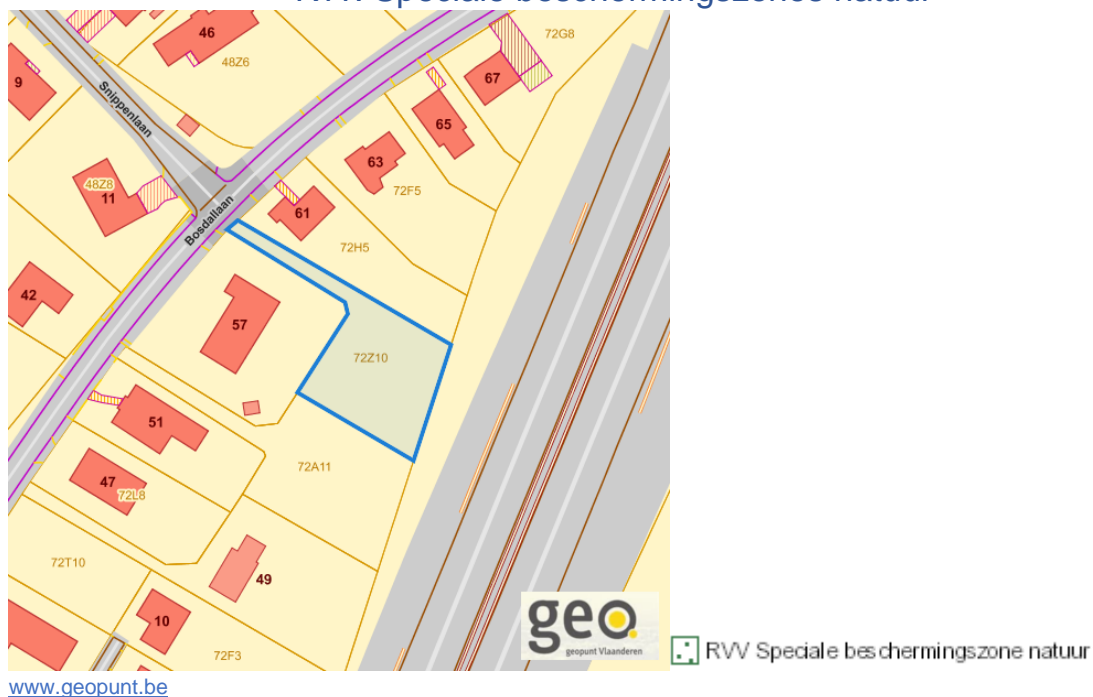 RVV Speciale beschermingszones natuur
46
48Z6
72G8
67
9
Snippenlaan
65
63
48Z8
11
72F5
Bosdallaan
61
72H5
42
57
72Z10
51
72A11
47
72L8
72T10
49
10
72F3
geo
geopunt Vlaanderen
RVV Speciale beschermingszone natuur
www.geopunt.be